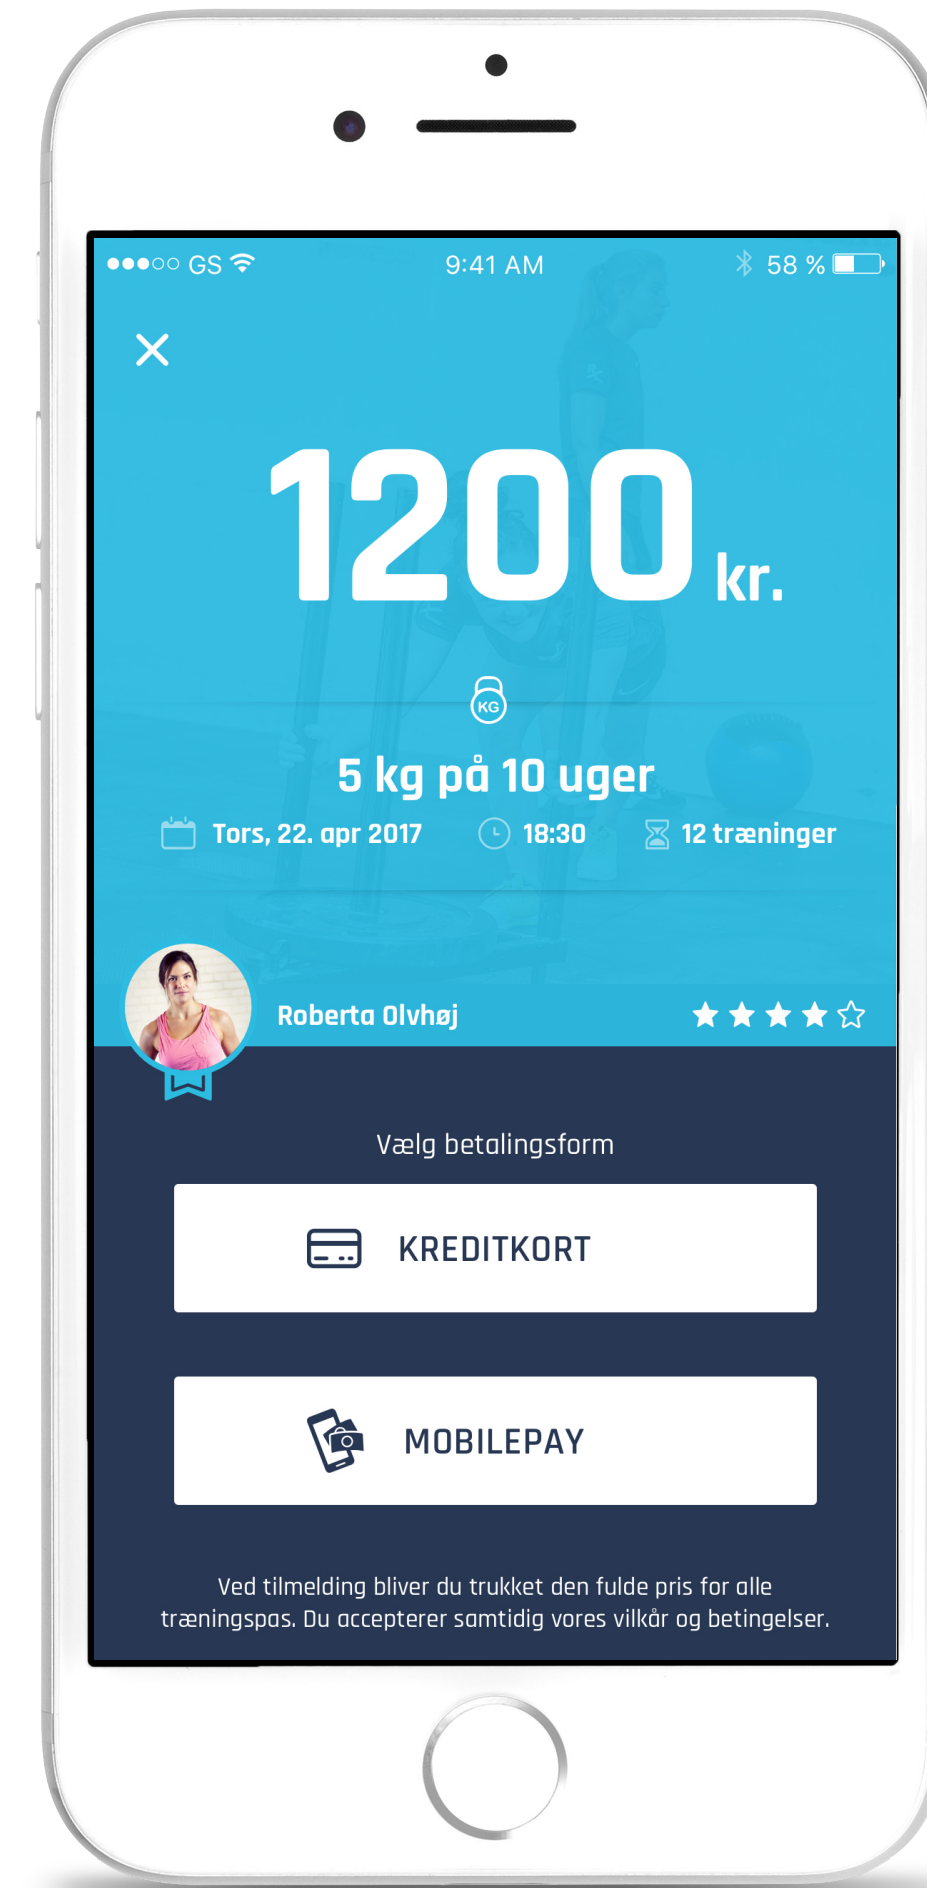 GS 9:41 AM 58 %
1200 kr.
KG
5 kg på 10 uger
Tors, 22. apr 2017 18:30 12 træninger
Roberta Olvhøj
Vælg betalingsform
KREDITKORT
MOBILEPAY
Ved tilmelding bliver du trukket den fulde pris for alle
træningspas. Du accepterer samtidig vores vilkår og betingelser.